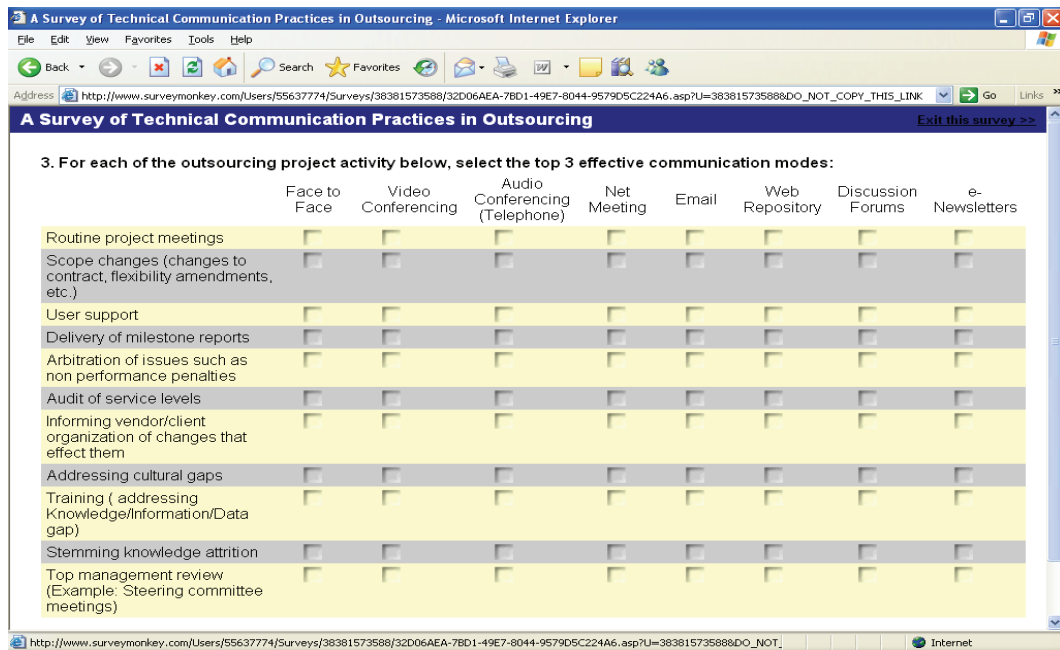 A Survey of Technical Communication Practices in Outsourcing - Microsoft Internet Explorer
File Edit View Favorites Tools Help
Back Search Favorites
Address http://www.surveymonkey.com/Users/55637774/Surveys/38381573588/32D06AEA-7BD1-49E7-8044-9579D5C224A6.asp?U=38381573588&DO_NOT_COPY_THIS_LINK Go Links »
A Survey of Technical Communication Practices in Outsourcing Exit this survey >>
3. For each of the outsourcing project activity below, select the top 3 effective communication modes:
Face to Face
Video Conferencing
Audio Conferencing (Telephone)
Net Meeting
Email
Web Repository
Discussion Forums
e-Newsletters
Routine project meetings
Scope changes (changes to
contract, flexibility amendments,
etc.)
User support
Delivery of milestone reports
Arbitration of issues such as
non performance penalties
Audit of service levels
Informing vendor/client
organization of changes that
effect them
Addressing cultural gaps
Training ( addressing
Knowledge/Information/Data
gap)
Stemming knowledge attrition
Top management review
(Example: Steering committee
meetings)
http://www.surveymonkey.com/Users/55637774/Surveys/38381573588/32D06AEA-7BD1-49E7-8044-9579D5C224A6.asp?U=38381573588&DO_NOT_ Internet